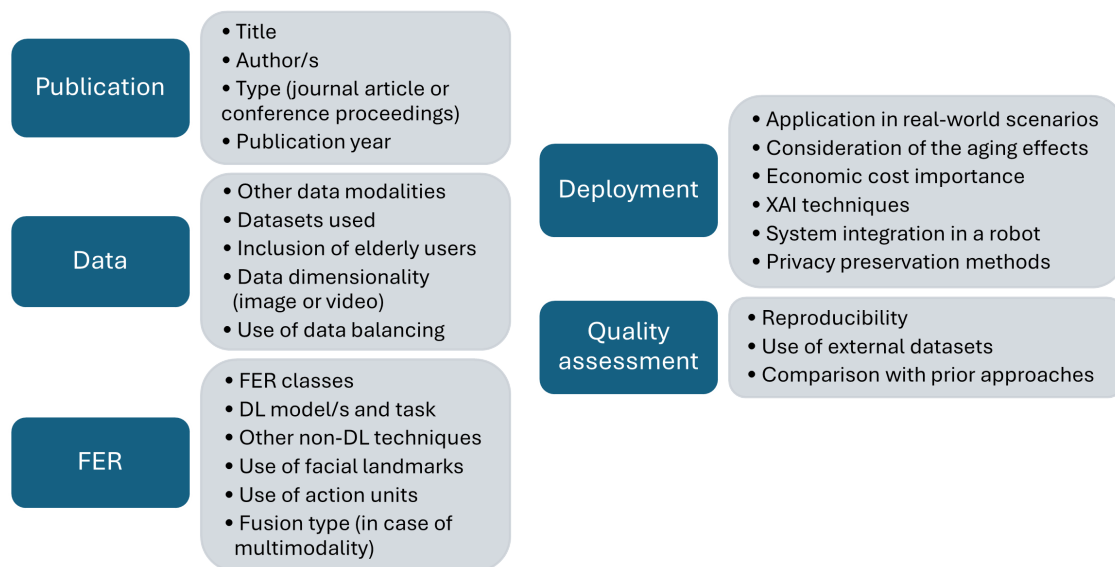 Publication
• Title
• Author/s
• Type (journal article or
conference proceedings)
• Publication year
Data
• Other data modalities
• Datasets used
• Inclusion of elderly users
• Data dimensionality
(image or video)
• Use of data balancing
FER
• FER classes
• DL model/s and task
• Other non-DL techniques
• Use of facial landmarks
• Use of action units
• Fusion type (in case of
multimodality)
Deployment
• Application in real-world scenarios
• Consideration of the aging effects
• Economic cost importance
• XAI techniques
• System integration in a robot
• Privacy preservation methods
Quality
assessment
• Reproducibility
• Use of external datasets
• Comparison with prior approaches